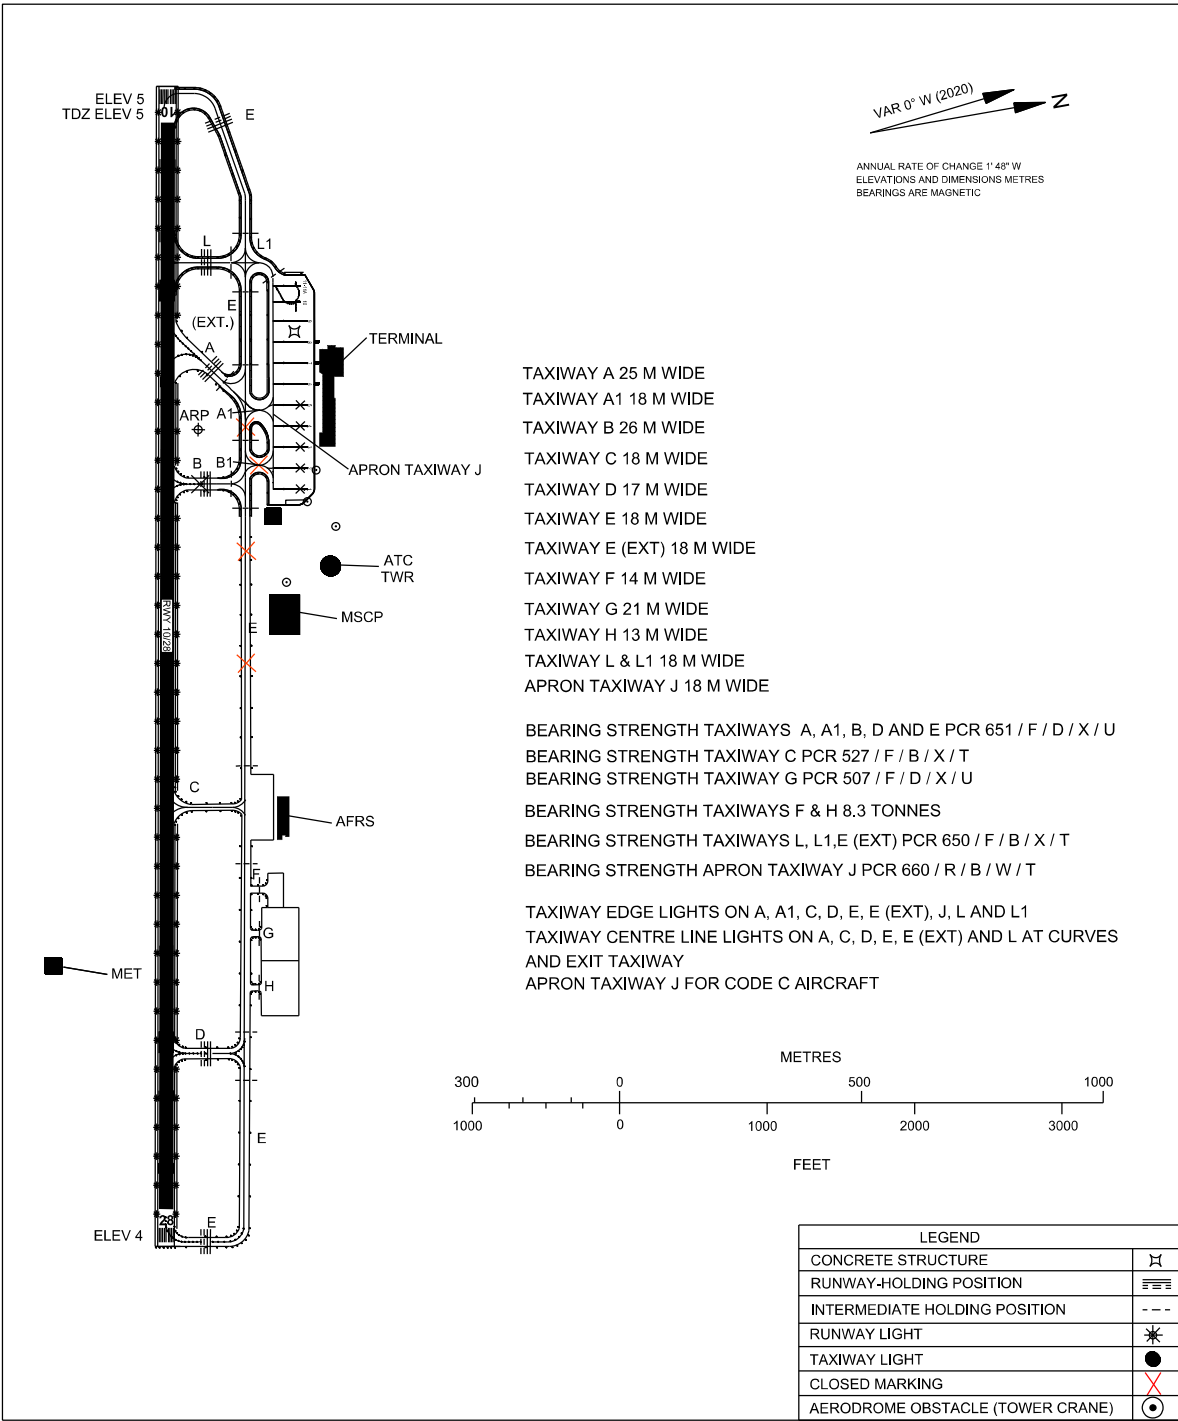 ELEV 5
TDZ ELEV 5
10
E
VAR 0° W (2020)
N
ANNUAL RATE OF CHANGE 1' 48" W
ELEVATIONS AND DIMENSIONS METRES
BEARINGS ARE MAGNETIC
L
L1
E
(EXT.)
A
TERMINAL
ARP
A1
B
B1
APRON TAXIWAY J
ATC
TWR
RWY 10/28
E
MSCP
C
AFRS
F
G
H
MET
D
E
28
E
ELEV 4
TAXIWAY A 25 M WIDE
TAXIWAY A1 18 M WIDE
TAXIWAY B 26 M WIDE
TAXIWAY C 18 M WIDE
TAXIWAY D 17 M WIDE
TAXIWAY E 18 M WIDE
TAXIWAY E (EXT) 18 M WIDE
TAXIWAY F 14 M WIDE
TAXIWAY G 21 M WIDE
TAXIWAY H 13 M WIDE
TAXIWAY L & L1 18 M WIDE
APRON TAXIWAY J 18 M WIDE
BEARING STRENGTH TAXIWAYS A, A1, B, D AND E PCR 651 / F / D / X / U
BEARING STRENGTH TAXIWAY C PCR 527 / F / B / X / T
BEARING STRENGTH TAXIWAY G PCR 507 / F / D / X / U
BEARING STRENGTH TAXIWAYS F & H 8.3 TONNES
BEARING STRENGTH TAXIWAYS L, L1,E (EXT) PCR 650 / F / B / X / T
BEARING STRENGTH APRON TAXIWAY J PCR 660 / R / B / W / T
TAXIWAY EDGE LIGHTS ON A, A1, C, D, E, E (EXT), J, L AND L1
TAXIWAY CENTRE LINE LIGHTS ON A, C, D, E, E (EXT) AND L AT CURVES
AND EXIT TAXIWAY
APRON TAXIWAY J FOR CODE C AIRCRAFT
METRES
300 0 500 1000
1000 0 1000 2000 3000
FEET
LEGEND
CONCRETE STRUCTURE
RUNWAY-HOLDING POSITION
INTERMEDIATE HOLDING POSITION
RUNWAY LIGHT
TAXIWAY LIGHT
CLOSED MARKING
AERODROME OBSTACLE (TOWER CRANE)